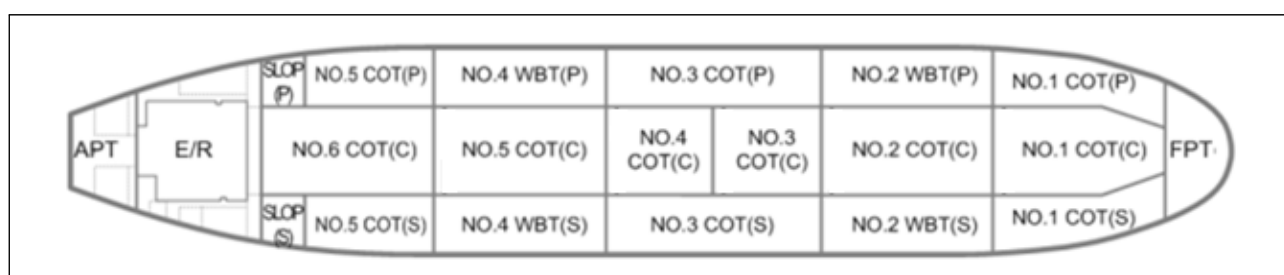 SLOP
(P)
NO.5 COT(P)
NO.4 WBT(P)
NO.3 COT(P)
NO.2 WBT(P)
NO.1 COT(P)
APT
E/R
NO.6 COT(C)
NO.5 COT(C)
NO.4
COT(C)
NO.3
COT(C)
NO.2 COT(C)
NO.1 COT(C)
FPT
SLOP
(S)
NO.5 COT(S)
NO.4 WBT(S)
NO.3 COT(S)
NO.2 WBT(S)
NO.1 COT(S)